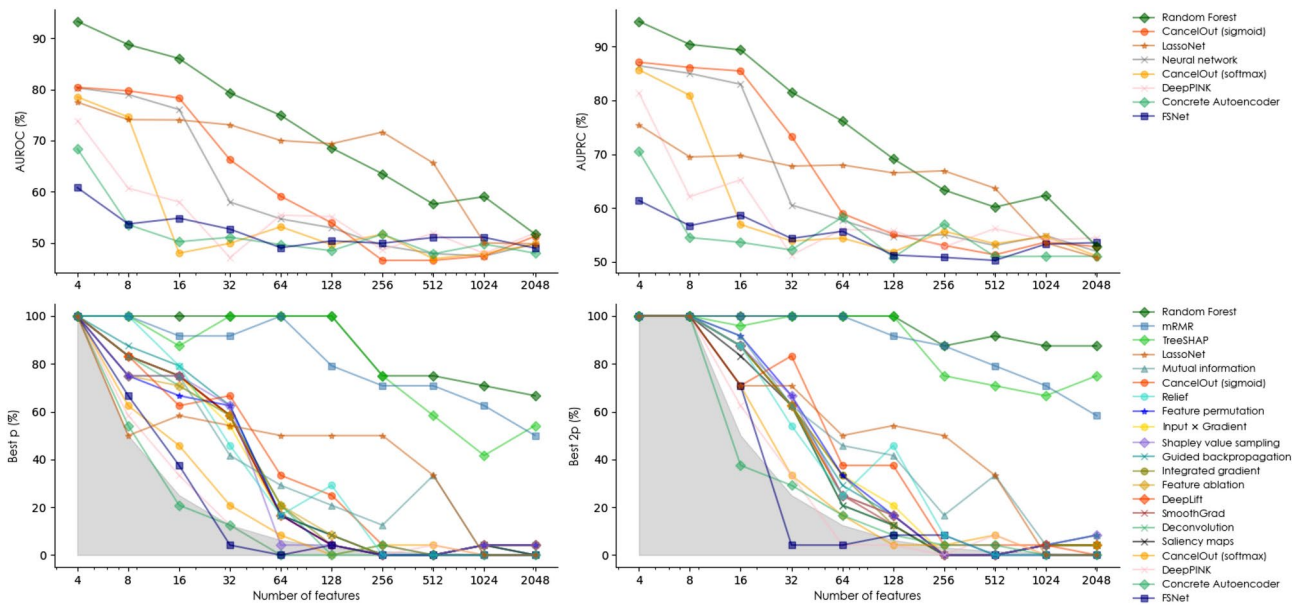 AUROC (%)
90
80
70
60
50
4 8 16 32 64 128 256 512 1024 2048
AUPRC (%)
90
80
70
60
50
4 8 16 32 64 128 256 512 1024 2048
Random Forest
CancelOut (sigmoid)
LassoNet
Neural network
CancelOut (softmax)
DeepPINK
Concrete Autoencoder
FSNet
Best p (%)
100
80
60
40
20
0
4 8 16 32 64 128 256 512 1024 2048
Number of features
Best 2p (%)
100
80
60
40
20
0
4 8 16 32 64 128 256 512 1024 2048
Number of features
Random Forest
mRMR
TreeSHAP
LassoNet
Mutual information
CancelOut (sigmoid)
Relief
Feature permutation
Input × Gradient
Shapley value sampling
Guided backpropagation
Integrated gradient
Feature ablation
DeepLift
SmoothGrad
Deconvolution
Saliency maps
CancelOut (softmax)
DeepPINK
Concrete Autoencoder
FSNet